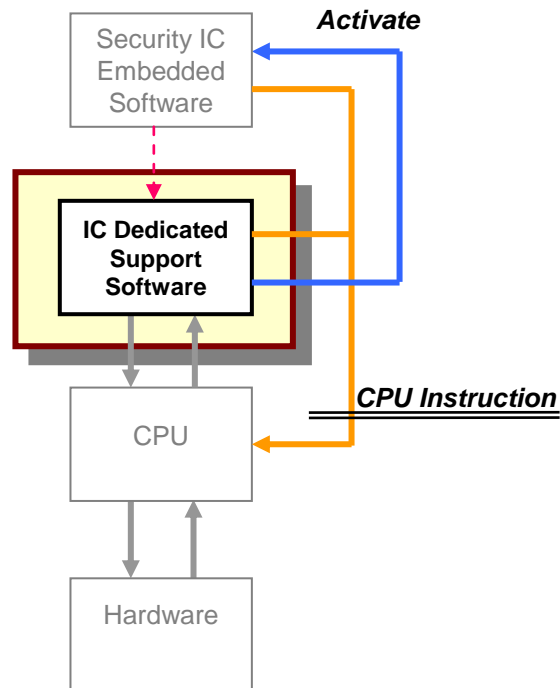 Activate
Security IC
Embedded
Software
IC Dedicated
Support
Software
CPU Instruction
CPU
Hardware